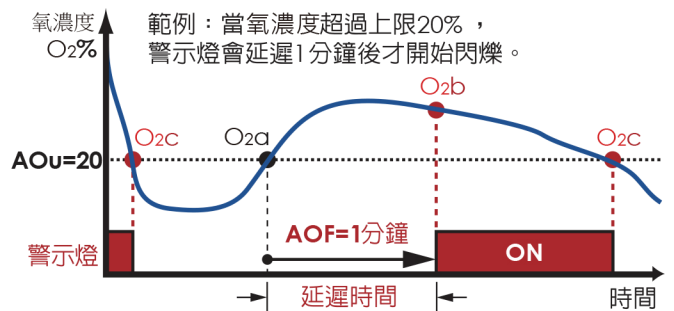 氧濃度
O2%
範例：當氧濃度超過上限20%，
警示燈會延遲1分鐘後才開始閃爍。
O2b
O2c
O2a
O2c
AOu=20
AOF=1分鐘
警示燈
ON
延遲時間
時間